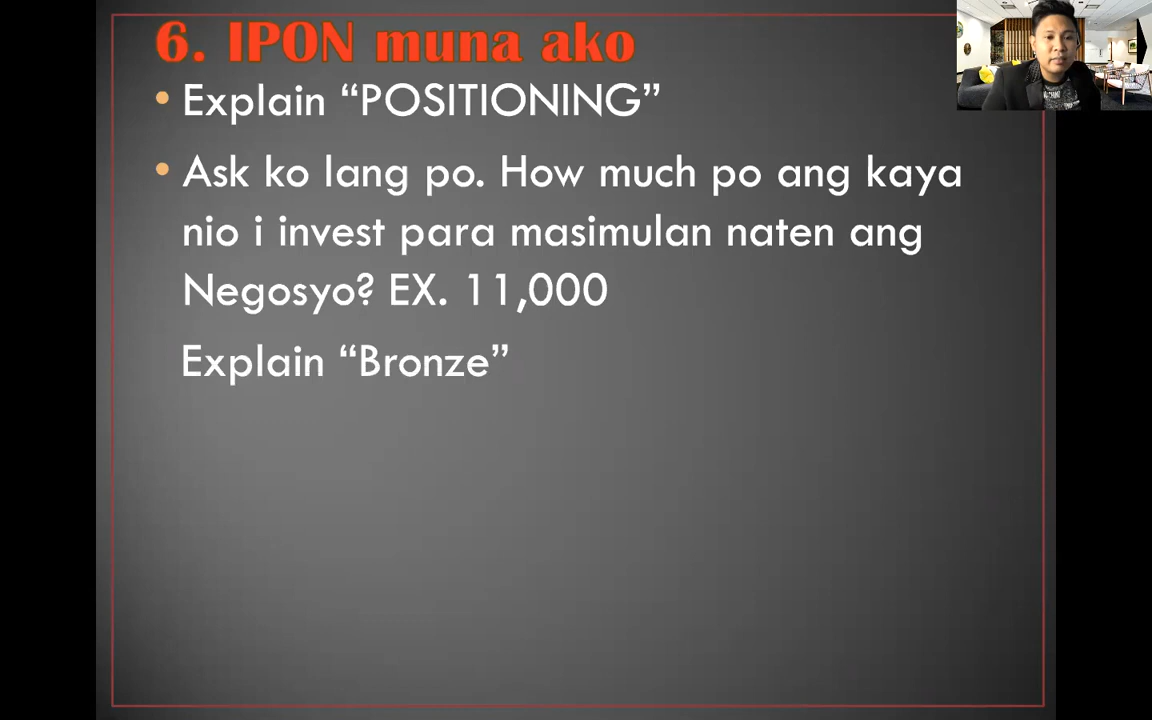 6. IPON muna ako
• Explain “POSITIONING”
• Ask ko lang po. How much po ang kaya
nio i invest para masimulan naten ang
Negosyo? EX. 11,000
Explain “Bronze”